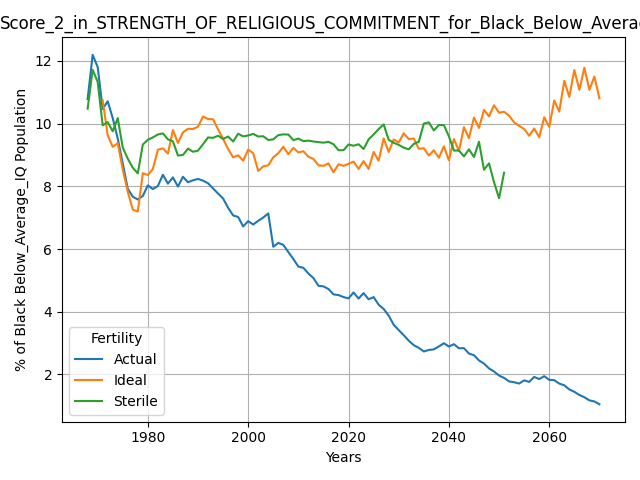 Score_2_in_STRENGTH_OF_RELIGIOUS_COMMITMENT_for_Black_Below_Avera
% of Black Below_Average_IQ Population
12
10
8
6
4
2
Fertility
Actual
Ideal
Sterile
1980 2000 2020 2040 2060
Years